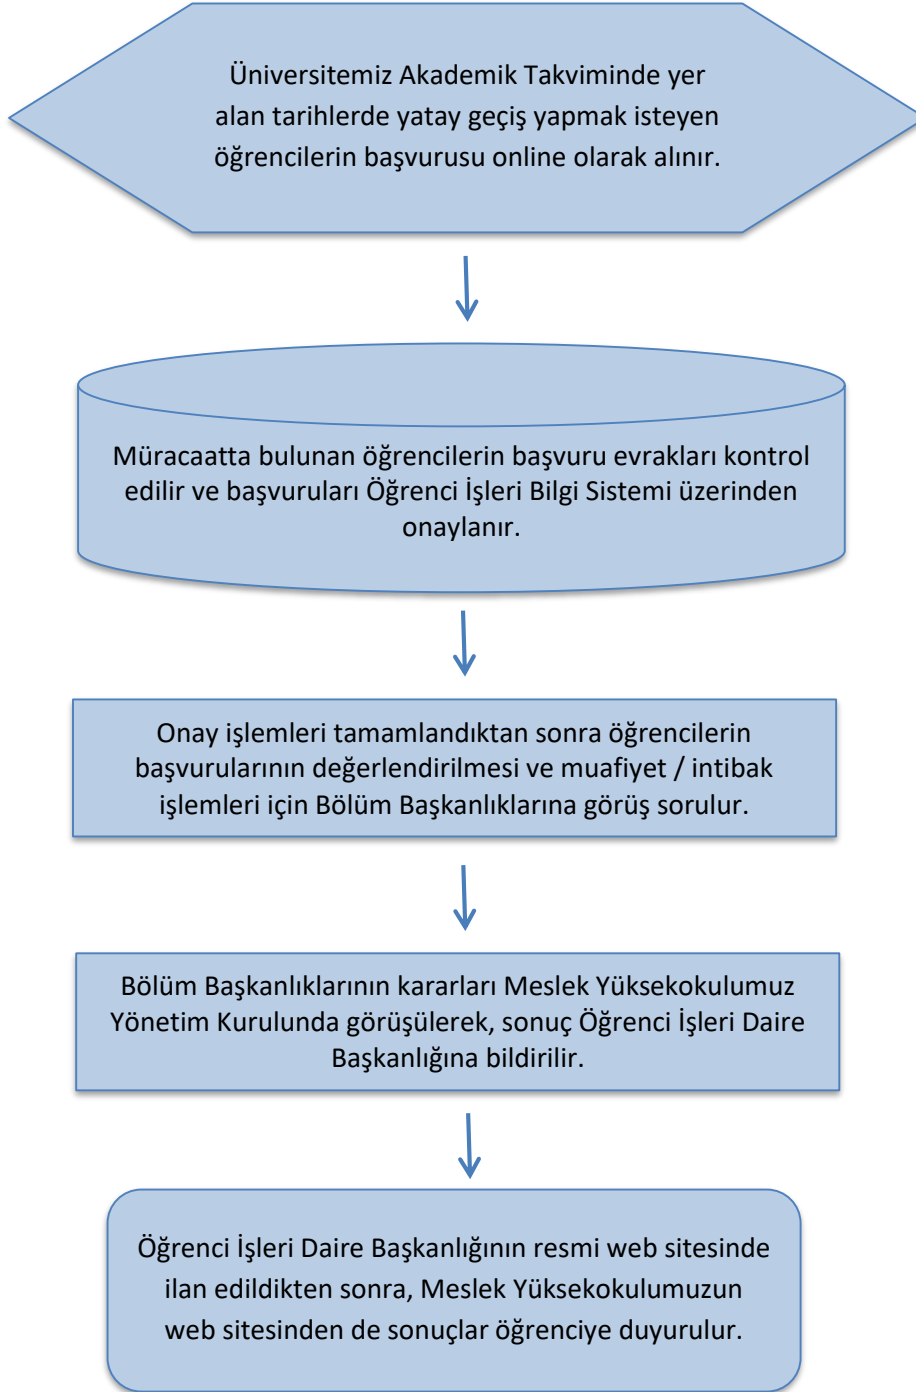 Üniversitemiz Akademik Takviminde yer
alan tarihlerde yatay geçiş yapmak isteyen
öğrencilerin başvurusu online olarak alınır.
Müracaatta bulunan öğrencilerin başvuru evrakları kontrol
edilir ve başvuruları Öğrenci İşleri Bilgi Sistemi üzerinden
onaylanır.
Onay işlemleri tamamlandıktan sonra öğrencilerin
başvurularının değerlendirilmesi ve muafiyet / intibak
işlemleri için Bölüm Başkanlıklarına görüş sorulur.
Bölüm Başkanlıklarının kararları Meslek Yüksekokulumuz
Yönetim Kurulunda görüşülerek, sonuç Öğrenci İşleri Daire
Başkanlığına bildirilir.
Öğrenci İşleri Daire Başkanlığının resmi web sitesinde
ilan edildikten sonra, Meslek Yüksekokulumuzun
web sitesinden de sonuçlar öğrenciye duyurulur.